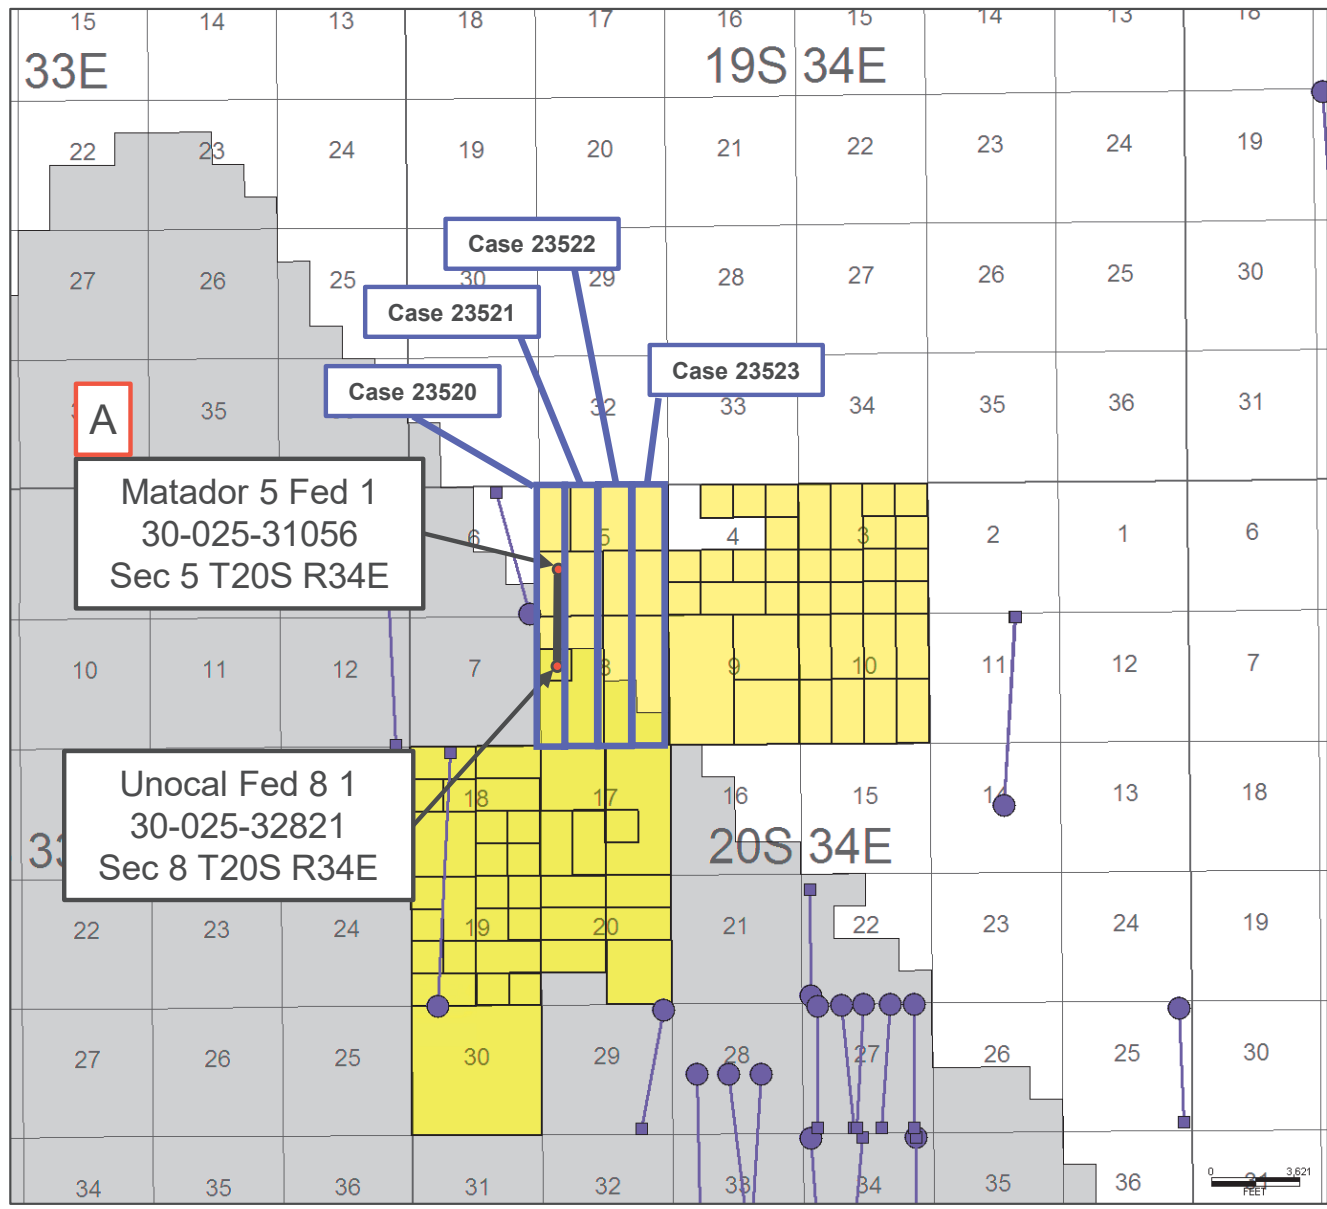 15 14 13 18 17 16 15 14 13 18
33E 19S 34E
22 23 24 19 20 21 22 23 24 19
Case 23522
27 26 25 30 29 28 27 26 25 30
Case 23521
Case 23523
Case 23520
35 32 33 34 35 36 31
A
Matador 5 Fed 1
30-025-31056
Sec 5 T20S R34E
6 5 4 3 2 1 6
10 11 12 7 8 9 10 11 12 7
Unocal Fed 8 1
30-025-32821
Sec 8 T20S R34E
18 17 16 15 14 13 18
20S 34E
22 23 24 19 20 21 22 23 24 19
27 26 25 30 29 28 27 26 25 30
34 35 36 31 32 33 34 35 36 31
0 3,621
FEET